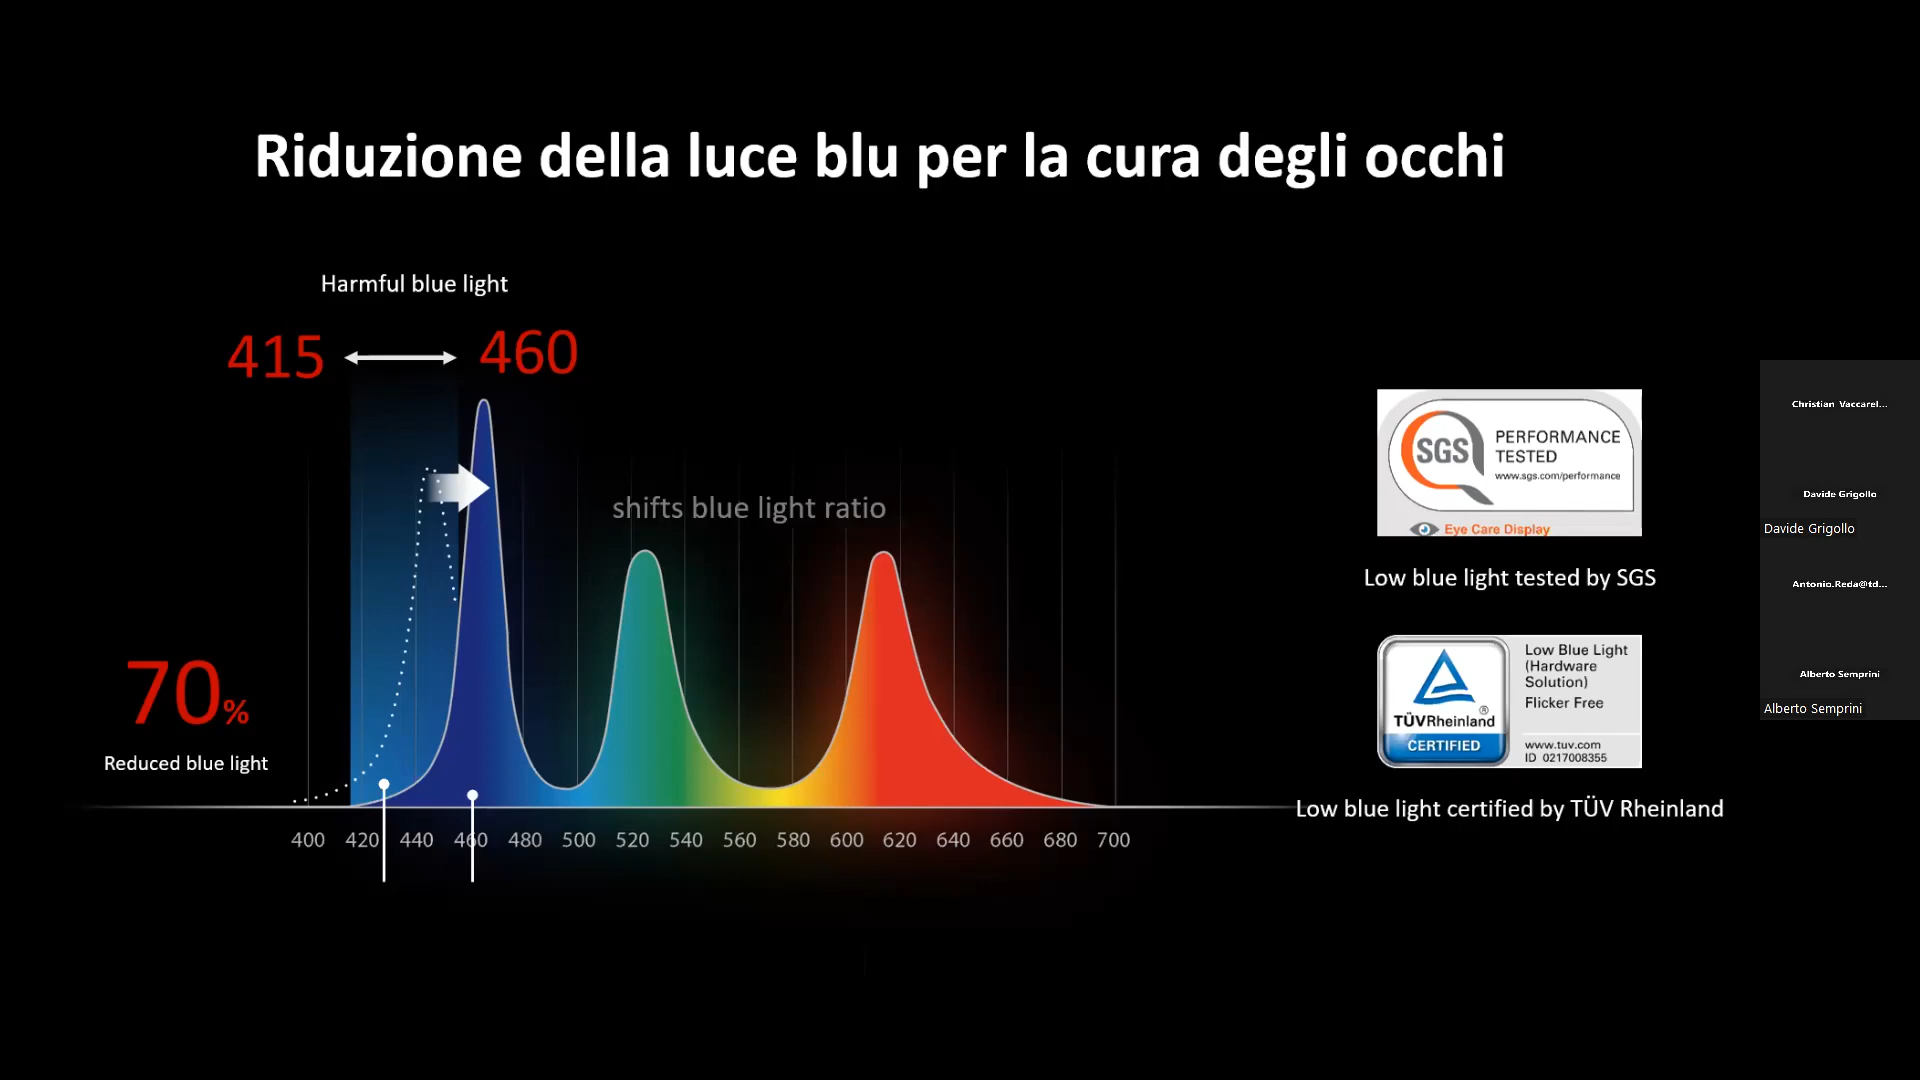 Riduzione della luce blu per la cura degli occhi
Harmful blue light
415
460
shifts blue light ratio
70%
Reduced blue light
400 420 440 460 480 500 520 540 560 580 600 620 640 660 680 700
SGS
PERFORMANCE
TESTED
www.sgs.com/performance
Eye Care Display
Low blue light tested by SGS
TÜVRheinland®
CERTIFIED
Low Blue Light
(Hardware
Solution)
Flicker Free
www.tuv.com
ID 0217008355
Low blue light certified by TÜV Rheinland
Christian Vaccarel...
Davide Grigollo
Davide Grigollo
Antonio.Reda@td...
Alberto Semprini
Alberto Semprini